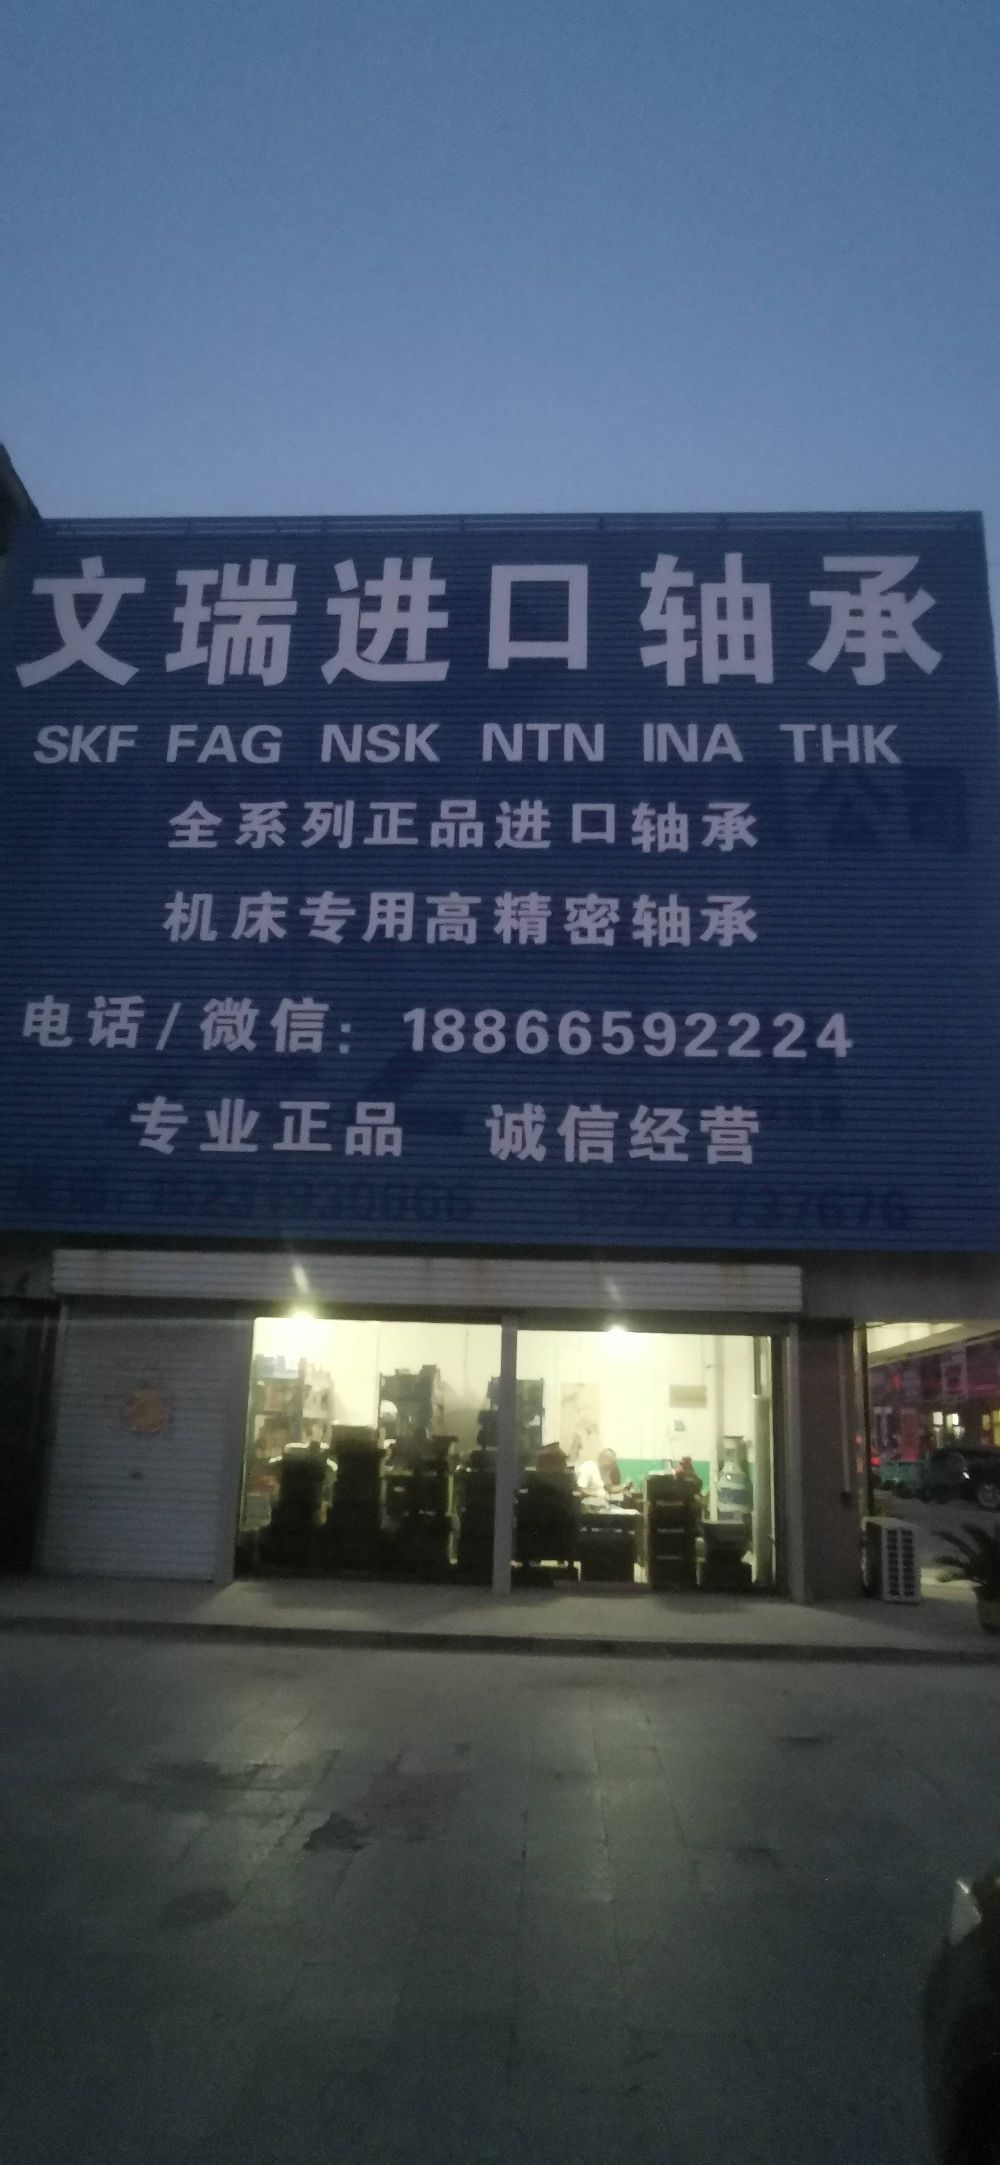 文瑞进口轴承
SKF FAG NSK NTN INA THK
全系列正品进口轴承
机床专用高精密轴承
电话/微信: 18866592224
专业正品 诚信经营